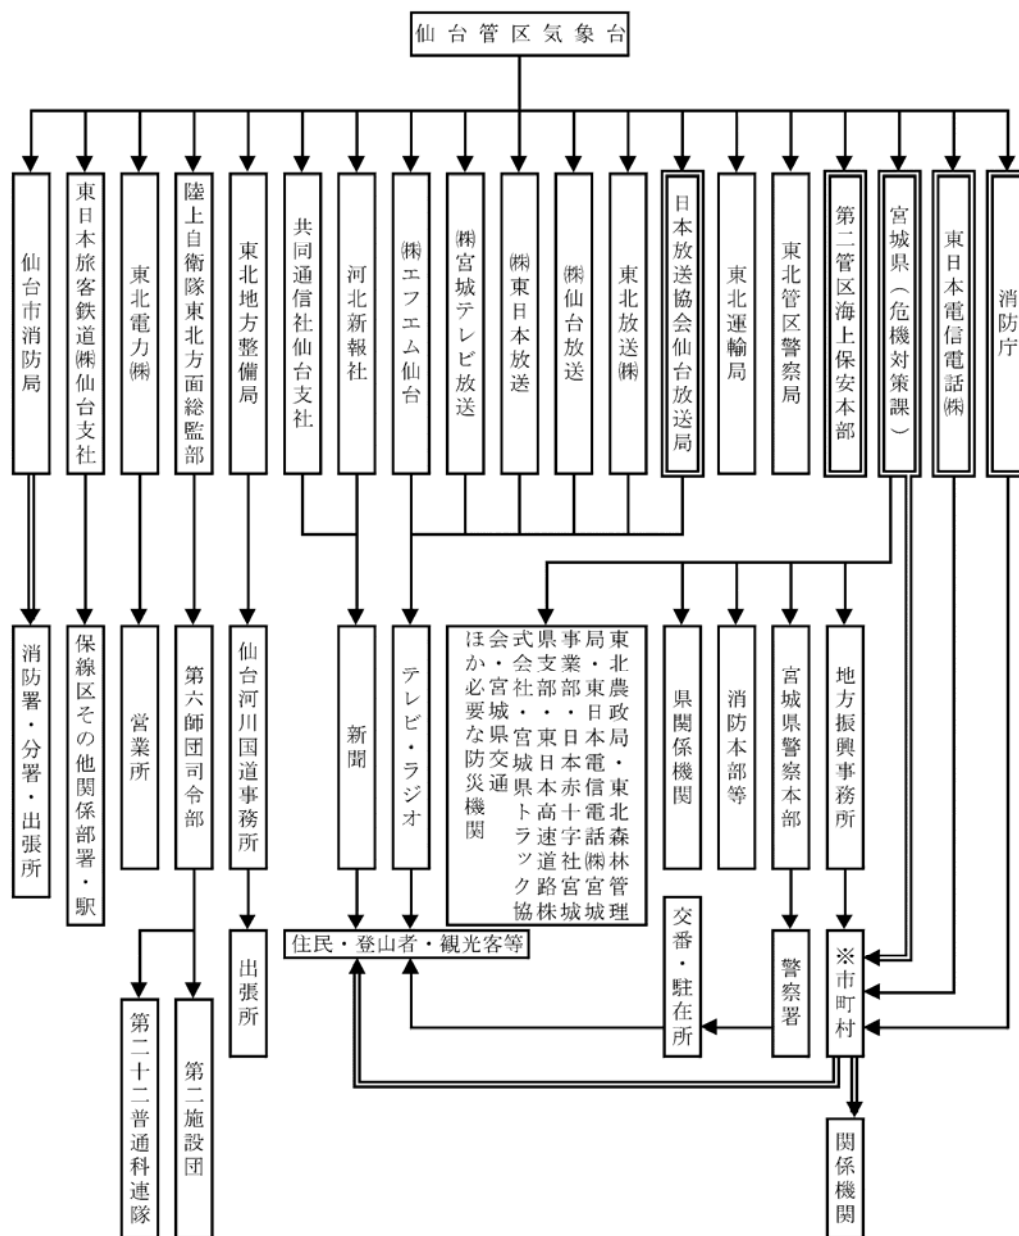 仙台管区気象台
仙台市消防局
東日本旅客鉄道㈱仙台支社
東北電力㈱
陸上自衛隊東北方面総監部
東北地方整備局
共同通信社仙台支社
河北新報社
㈱エフエム仙台
㈱宮城テレビ放送
㈱東日本放送
㈱仙台放送
東北放送㈱
日本放送協会仙台放送局
東北運輸局
東北管区警察局
第二管区海上保安本部
宮城県(危機対策課)
東日本電信電話㈱
消防庁
消防署・分署・出張所
保線区その他関係部署・駅
営業所
第六師団司令部
仙台河川国道事務所
新聞
テレビ・ラジオ
東北農政局・東北森林管理
局・東日本電信電話㈱宮城
事業部・日本赤十字社宮城
県支部・東日本高速道路株
式会社・宮城県トラック協
会・宮城県交通
ほか必要な防災機関
県関係機関
消防本部等
宮城県警察本部
地方振興事務所
出張所
住民・登山者・観光客等
交番・駐在所
警察署
※市町村
第二十二普通科連隊
第二施設団
関係機関